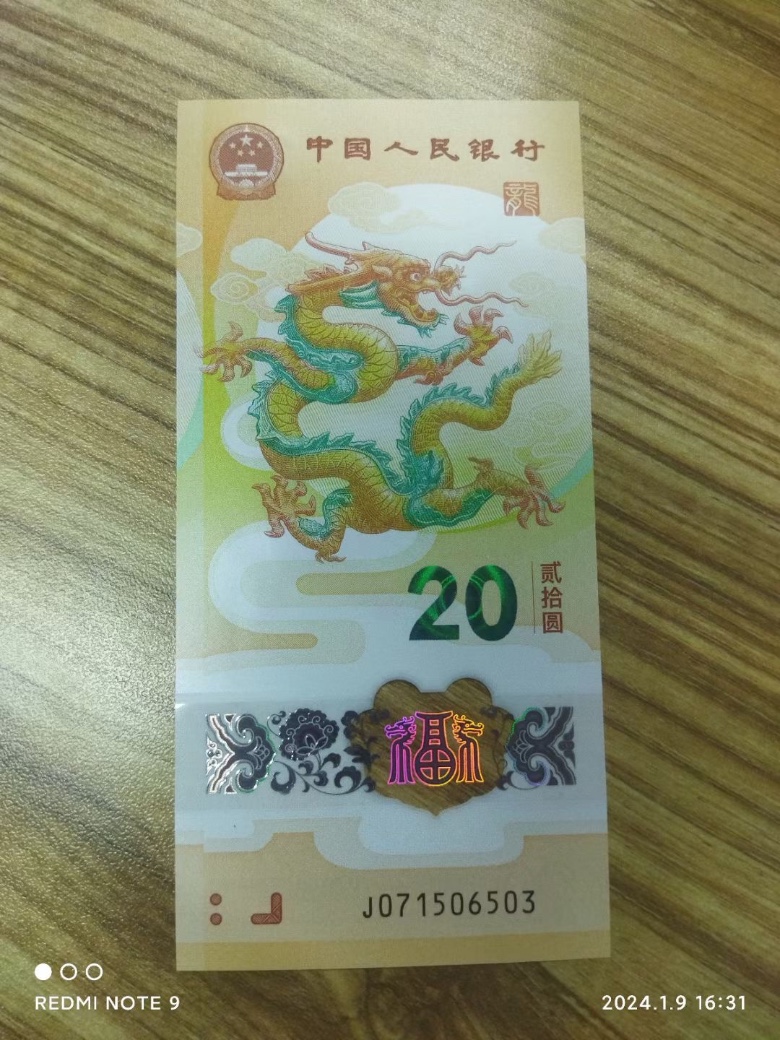 中国人民银行
龍
20
贰拾圆
福
J071506503
REDMI NOTE 9
2024.1.9 16:31